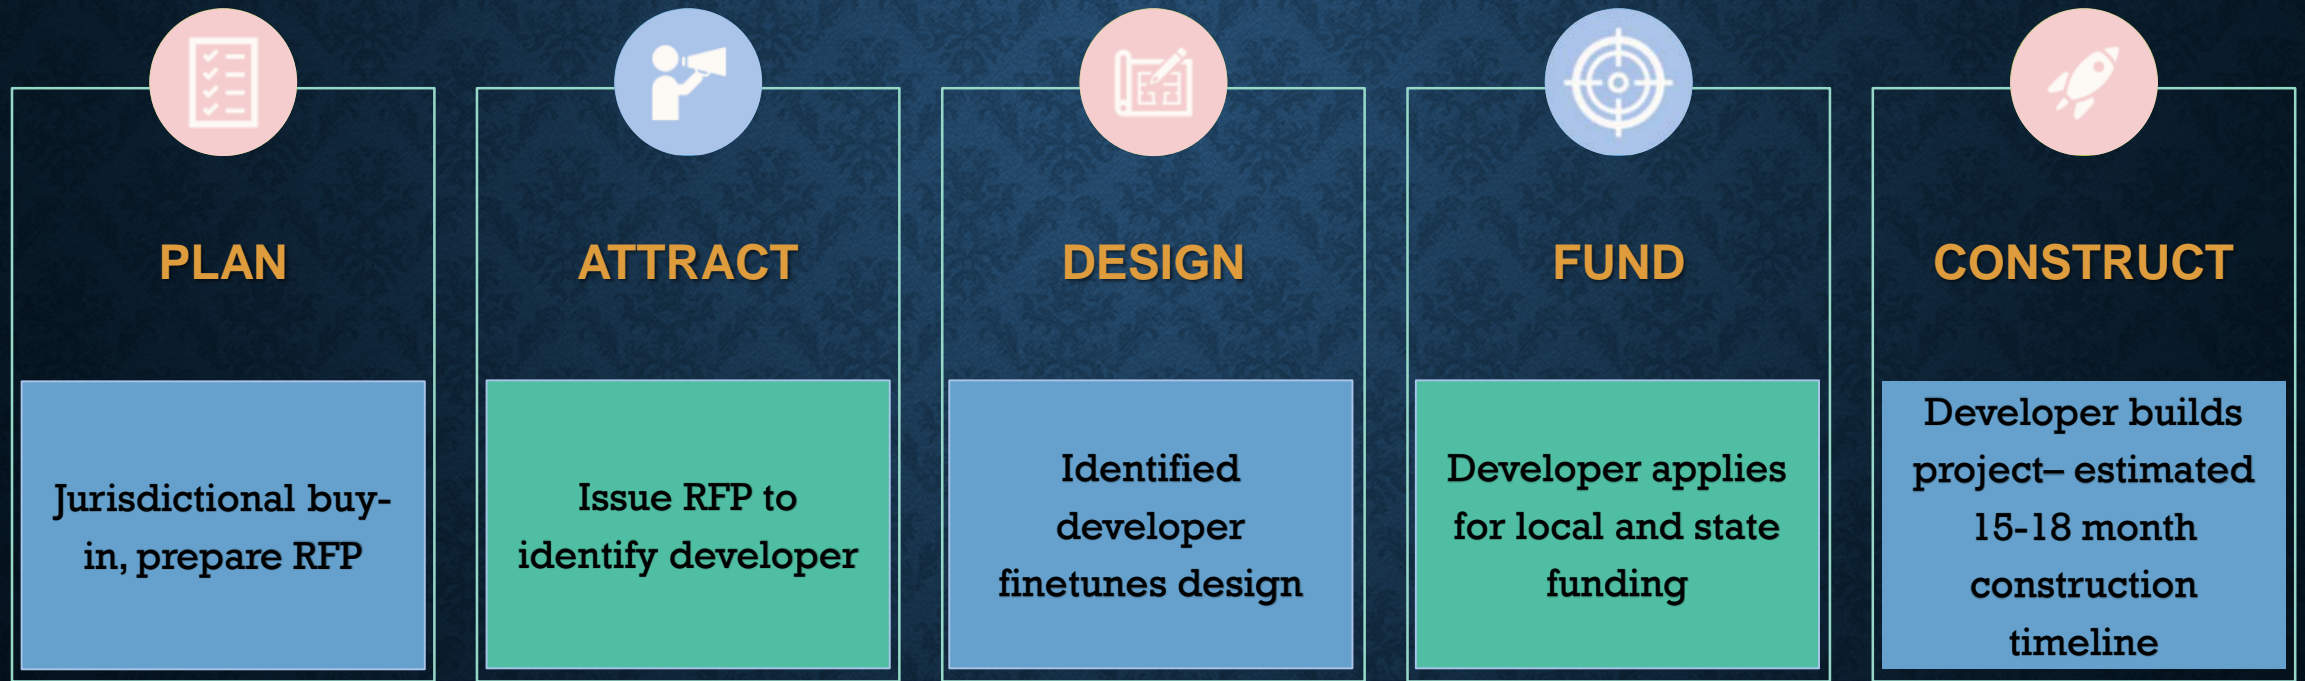 PLAN
Jurisdictional buy-
in, prepare RFP
ATTRACT
Issue RFP to
identify developer
DESIGN
Identified
developer
finetunes design
FUND
Developer applies
for local and state
funding
CONSTRUCT
Developer builds
project– estimated
15-18 month
construction
timeline